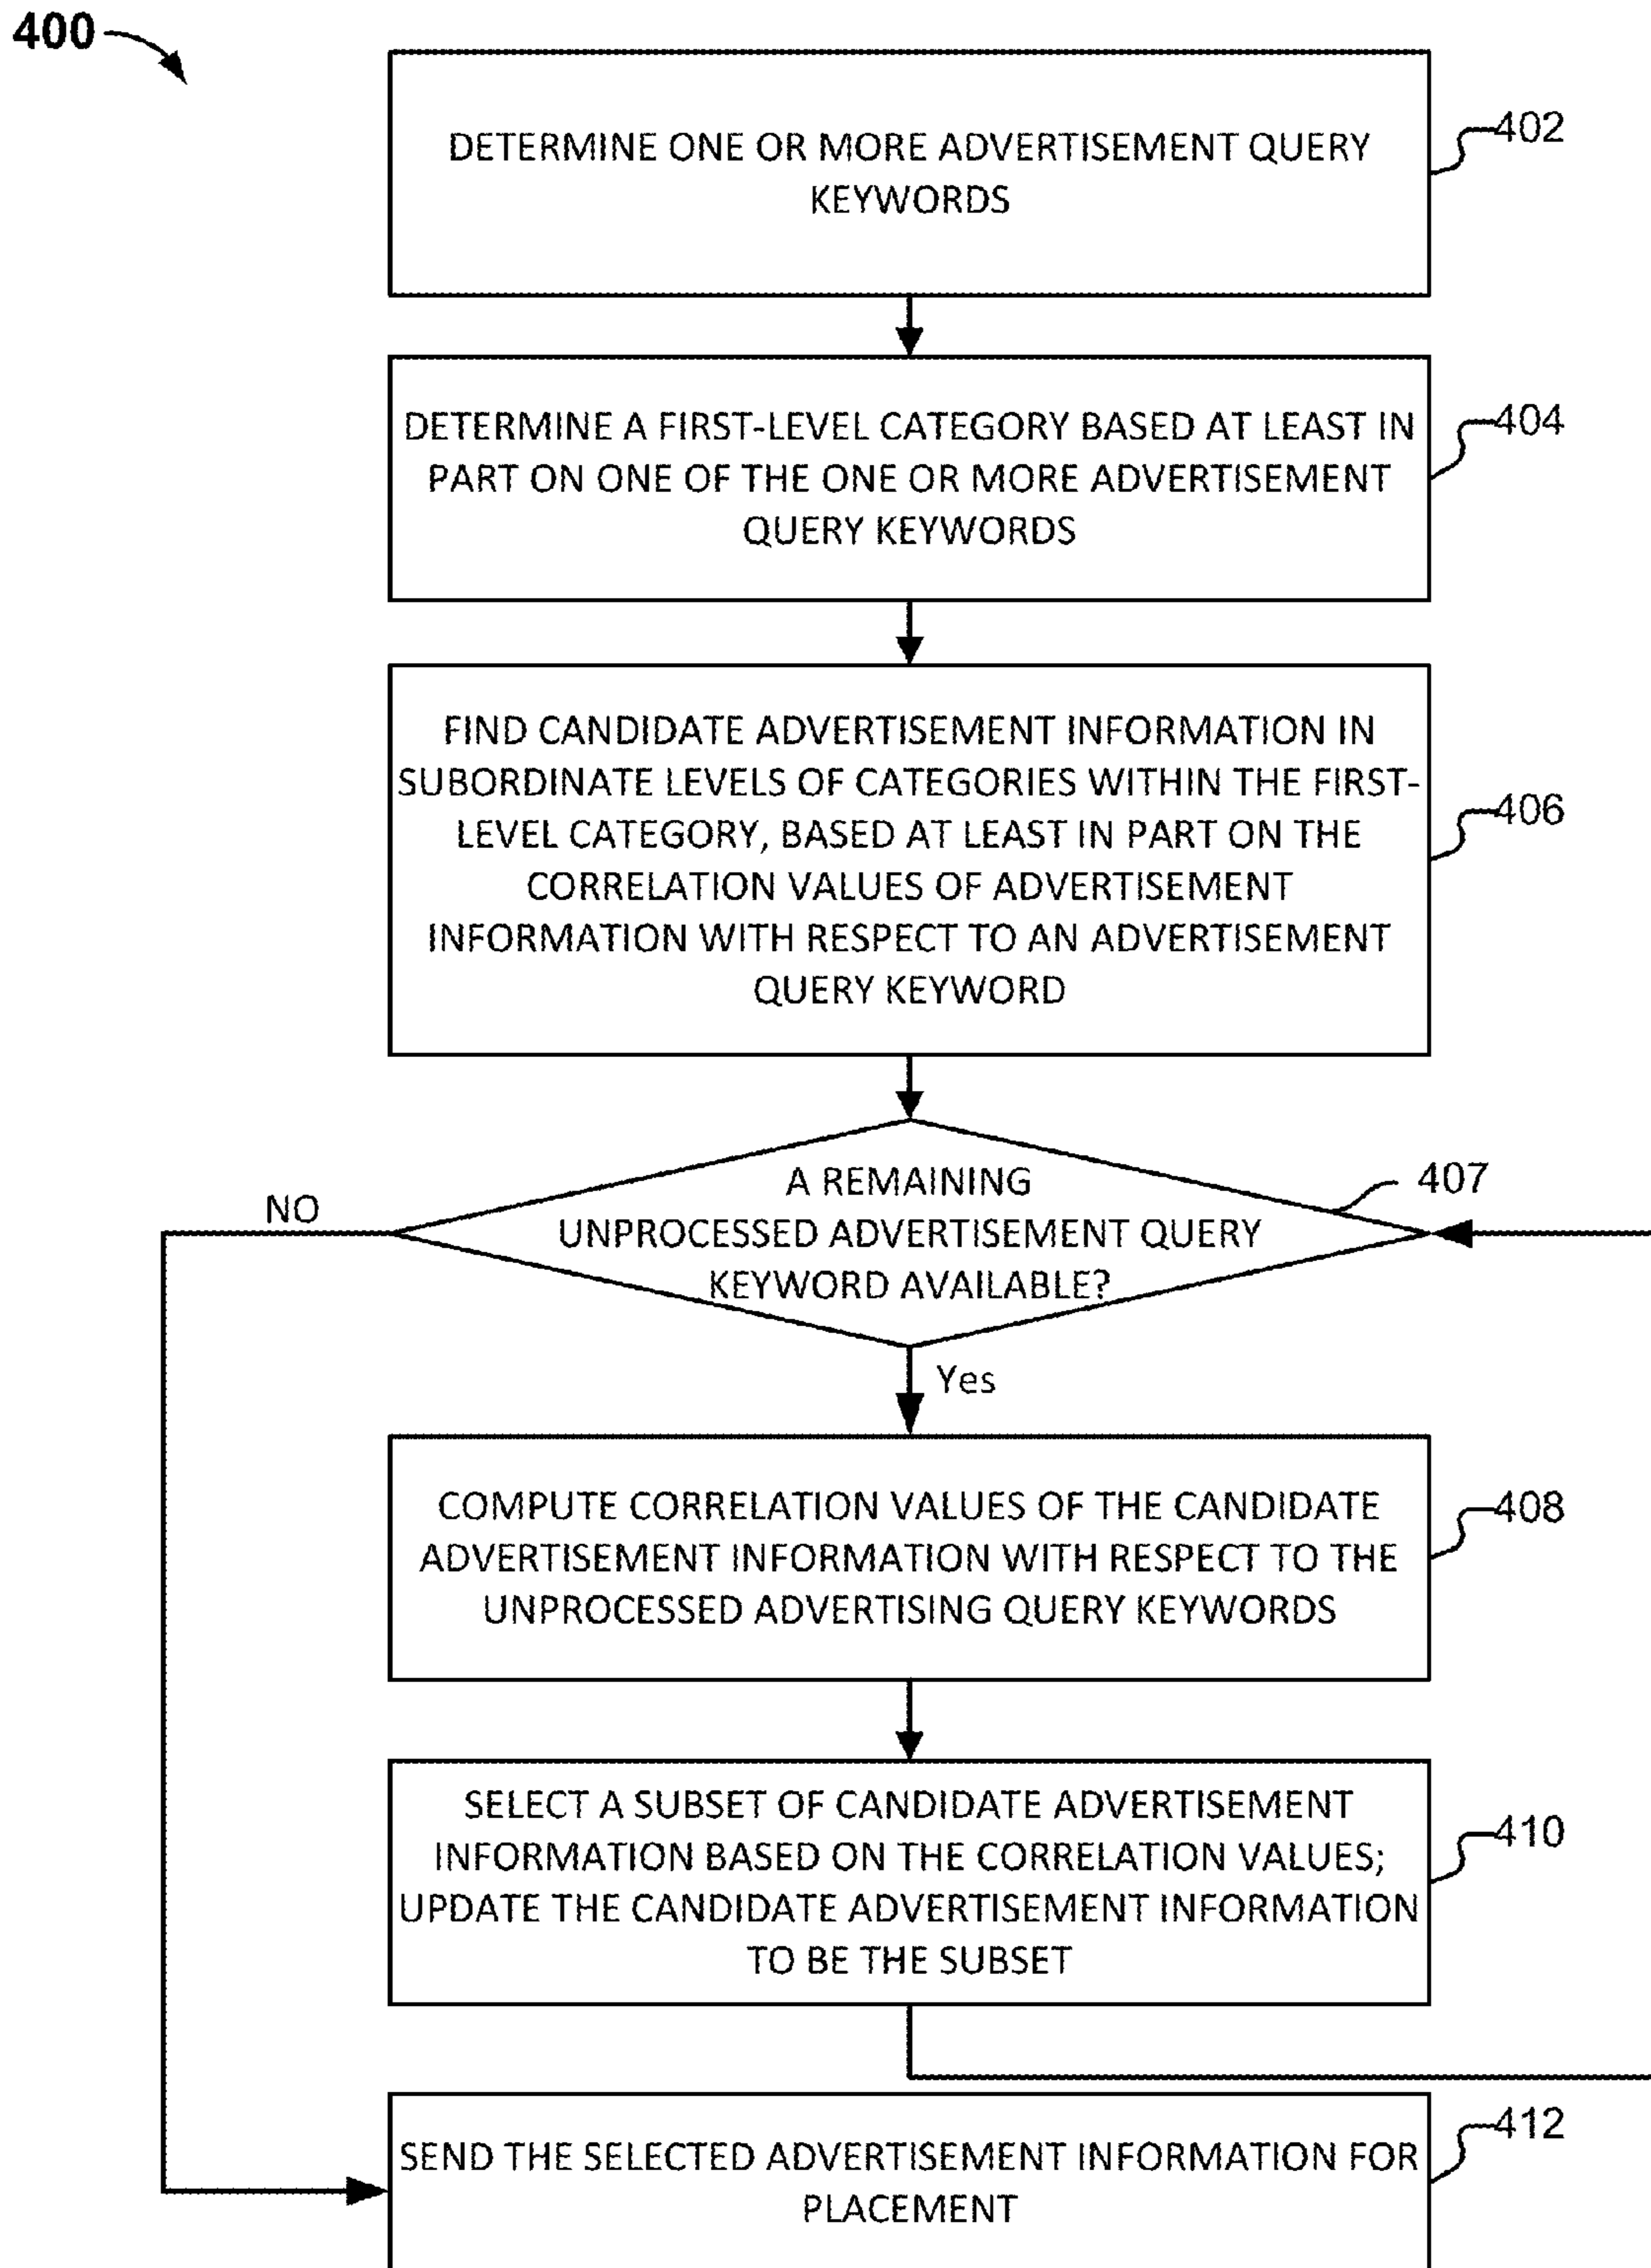 400
DETERMINE ONE OR MORE ADVERTISEMENT QUERY
KEYWORDS
402
DETERMINE A FIRST-LEVEL CATEGORY BASED AT LEAST IN
PART ON ONE OF THE ONE OR MORE ADVERTISEMENT
QUERY KEYWORDS
404
FIND CANDIDATE ADVERTISEMENT INFORMATION IN
SUBORDINATE LEVELS OF CATEGORIES WITHIN THE FIRST-
LEVEL CATEGORY, BASED AT LEAST IN PART ON THE
CORRELATION VALUES OF ADVERTISEMENT
INFORMATION WITH RESPECT TO AN ADVERTISEMENT
QUERY KEYWORD
406
A REMAINING
UNPROCESSED ADVERTISEMENT QUERY
KEYWORD AVAILABLE?
407
NO
Yes
COMPUTE CORRELATION VALUES OF THE CANDIDATE
ADVERTISEMENT INFORMATION WITH RESPECT TO THE
UNPROCESSED ADVERTISING QUERY KEYWORDS
408
SELECT A SUBSET OF CANDIDATE ADVERTISEMENT
INFORMATION BASED ON THE CORRELATION VALUES;
UPDATE THE CANDIDATE ADVERTISEMENT INFORMATION
TO BE THE SUBSET
410
SEND THE SELECTED ADVERTISEMENT INFORMATION FOR
PLACEMENT
412